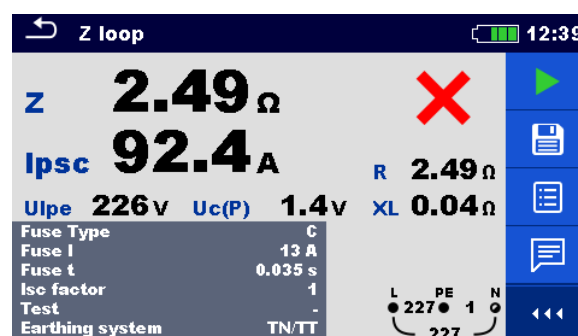 Z loop 12:39
Z 2.49 Ω
Ipsc 92.4 A R 2.49 Ω
Ulpe 226 V Uc(P) 1.4 V XL 0.04 Ω
Fuse Type C
Fuse I 13 A
Fuse t 0.035 s
Isc factor 1
Test -
Earthing system TN/TT
L PE N
227 1
227